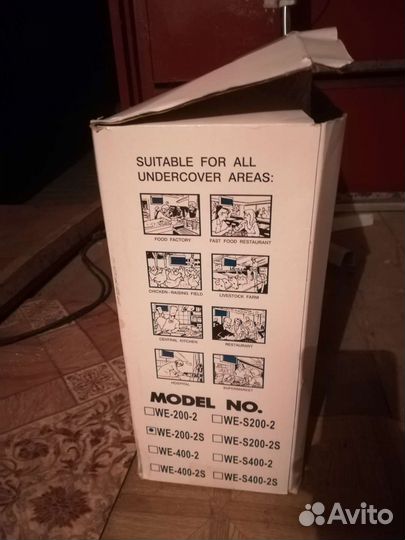 SUITABLE FOR ALL
UNDERCOVER AREAS:
FOOD FACTORY FAST FOOD RESTAURANT
CHICKEN-RAISING FIELD LIVESTOCK FARM
CENTRAL KITCHEN RESTAURANT
HOSPITAL SUPERMARKET
MODEL NO.
WE-200-2 WE-S200-2
WE-200-2S WE-S200-2S
WE-400-2 WE-S400-2
WE-400-2S WE-S400-2S
Avito